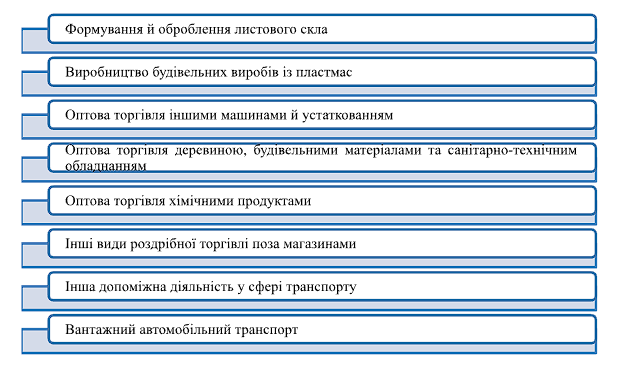 Формування й оброблення листового скла
Виробництво будівельних виробів із пластмас
Оптова торгівля іншими машинами й устаткованням
Оптова торгівля деревиною, будівельними матеріалами та санітарно-технічним
обладнанням
Оптова торгівля хімічними продуктами
Інші види роздрібної торгівлі поза магазинами
Інша допоміжна діяльність у сфері транспорту
Вантажний автомобільний транспорт